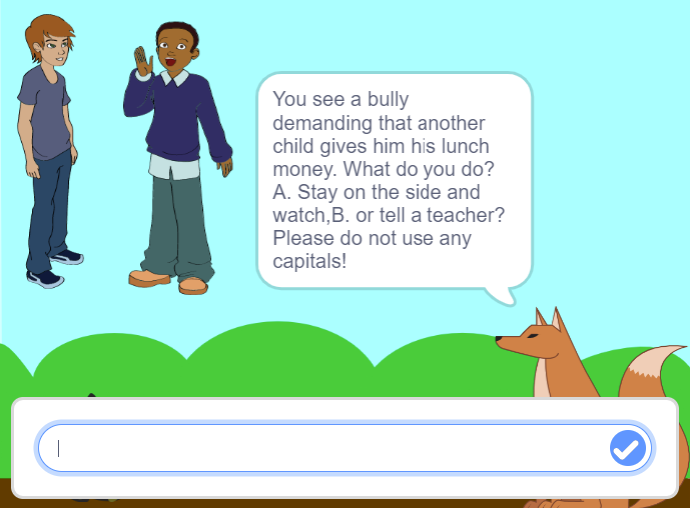 You see a bully
demanding that another
child gives him his lunch
money. What do you do?
A. Stay on the side and
watch,B. or tell a teacher?
Please do not use any
capitals!